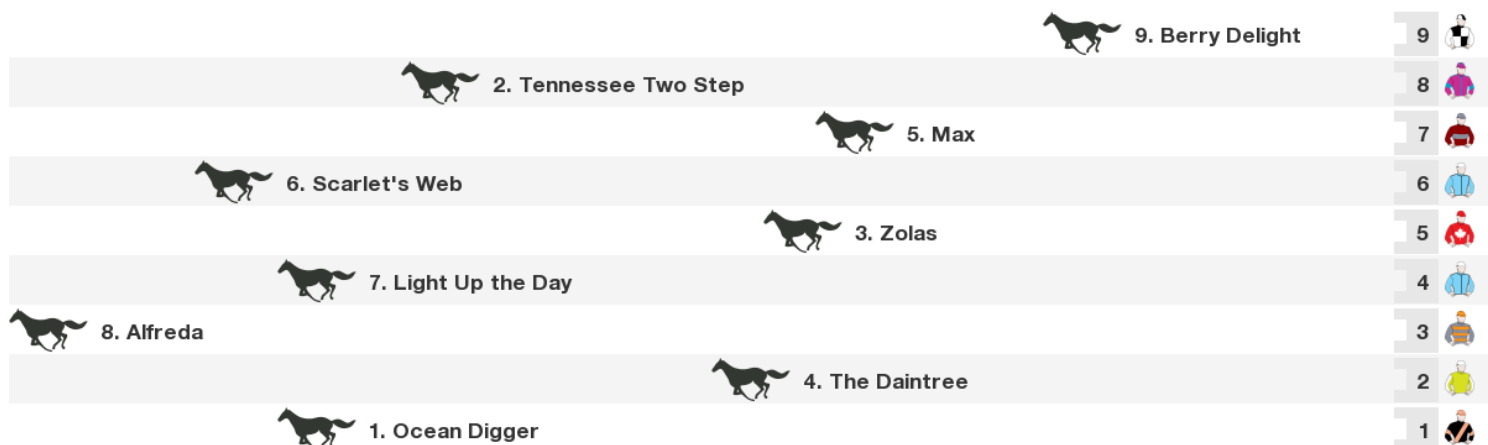 9. Berry Delight 9
2. Tennessee Two Step 8
5. Max 7
6. Scarlet's Web 6
3. Zolas 5
7. Light Up the Day 4
8. Alfreda 3
4. The Daintree 2
1. Ocean Digger 1